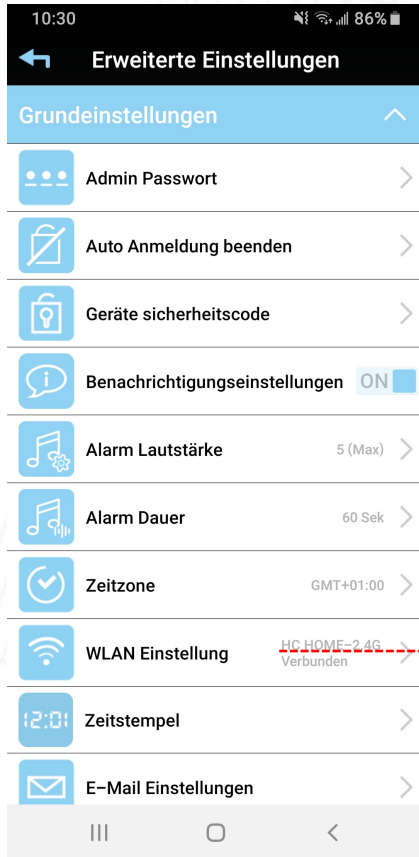 10:30 86%
Erweiterte Einstellungen
Grundeinstellungen
Admin Passwort
Auto Anmeldung beenden
Geräte sicherheitscode
Benachrichtigungseinstellungen ON
Alarm Lautstärke 5 (Max)
Alarm Dauer 60 Sek
Zeitzone GMT+01:00
WLAN Einstellung HC HOME-2.4G
Verbunden
12:01 Zeitstempel
E-Mail Einstellungen